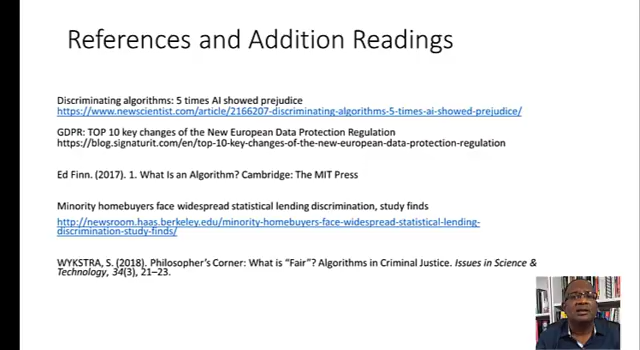 References and Addition Readings
Discriminating algorithms: 5 times AI showed prejudice
https://www.newscientist.com/article/2166207-discriminating-algorithms-5-times-ai-showed-prejudice/
GDPR: TOP 10 key changes of the New European Data Protection Regulation
https://blog.signaturit.com/en/top-10-key-changes-of-the-new-european-data-protection-regulation
Ed Finn. (2017). 1. What Is an Algorithm? Cambridge: The MIT Press
Minority homebuyers face widespread statistical lending discrimination, study finds
http://newsroom.haas.berkeley.edu/minority-homebuyers-face-widespread-statistical-lending-
discrimination-study-finds/
WYKSTRA, S. (2018). Philosopher's Corner: What is “Fair”? Algorithms in Criminal Justice. Issues in Science &
Technology, 34(3), 21–23.